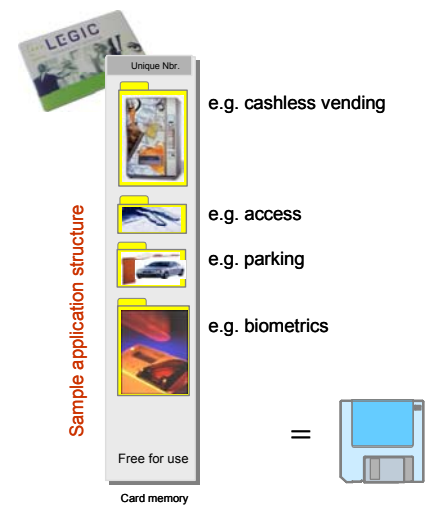 LEGIC
Unique Nbr.
e.g. cashless vending
e.g. access
e.g. parking
e.g. biometrics
Sample application structure
=
Free for use
Card memory